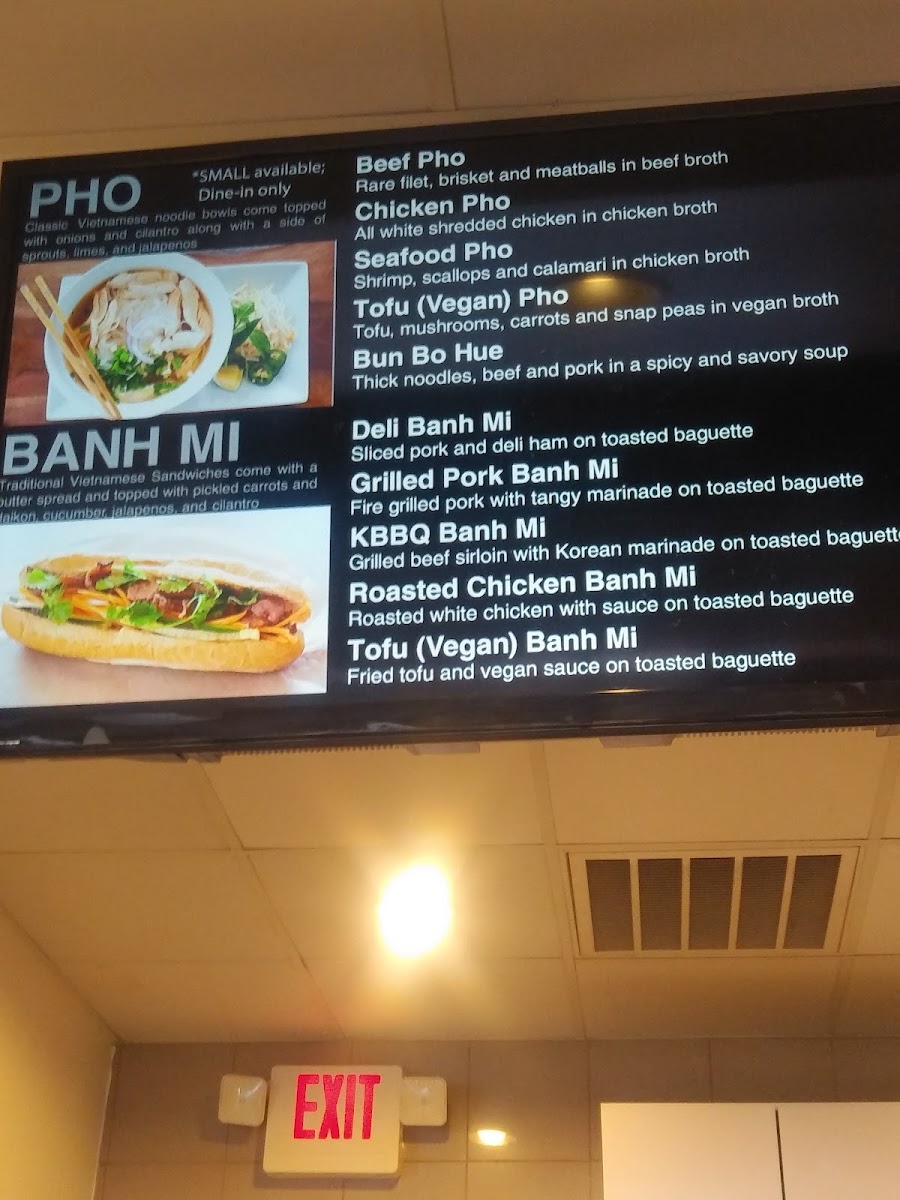 PHO
*SMALL available;
Dine-in only
Classic Vietnamese noodle bowls come topped
with onions and cilantro along with a side of
sprouts, limes, and jalapenos
Beef Pho
Rare filet, brisket and meatballs in beef broth
Chicken Pho
All white shredded chicken in chicken broth
Seafood Pho
Shrimp, scallops and calamari in chicken broth
Tofu (Vegan) Pho
Tofu, mushrooms, carrots and snap peas in vegan broth
Bun Bo Hue
Thick noodles, beef and pork in a spicy and savory soup
BANH MI
Traditional Vietnamese Sandwiches come with a
butter spread and topped with pickled carrots and
daikon, cucumber, jalapenos, and cilantro
Deli Banh Mi
Sliced pork and deli ham on toasted baguette
Grilled Pork Banh Mi
Fire grilled pork with tangy marinade on toasted baguette
KBBQ Banh Mi
Grilled beef sirloin with Korean marinade on toasted baguette
Roasted Chicken Banh Mi
Roasted white chicken with sauce on toasted baguette
Tofu (Vegan) Banh Mi
Fried tofu and vegan sauce on toasted baguette
EXIT